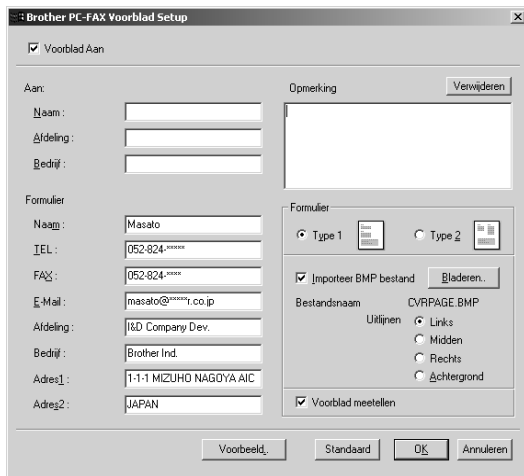 Brother PC-FAX Voorblad Setup
Voorblad Aan
Aan:
Naam :
Afdeling :
Bedrijf :
Opmerking
Verwijderen
Formulier
Naam : Masato
TEL : 052-824-*****
FAX : 052-824-****
E-Mail : masato@*****r.co.jp
Afdeling : I&D Company Dev.
Bedrijf : Brother Ind.
Adres1 : 1-1-1 MIZUHO NAGOYA AIC
Adres2 : JAPAN
Formulier
Type 1
Type 2
Importeer BMP bestand
Bladeren..
Bestandsnaam CVRPAGE.BMP
Uitlijnen
Links
Midden
Rechts
Achtergrond
Voorblad meetellen
Voorbeeld.
Standaard
OK
Annuleren